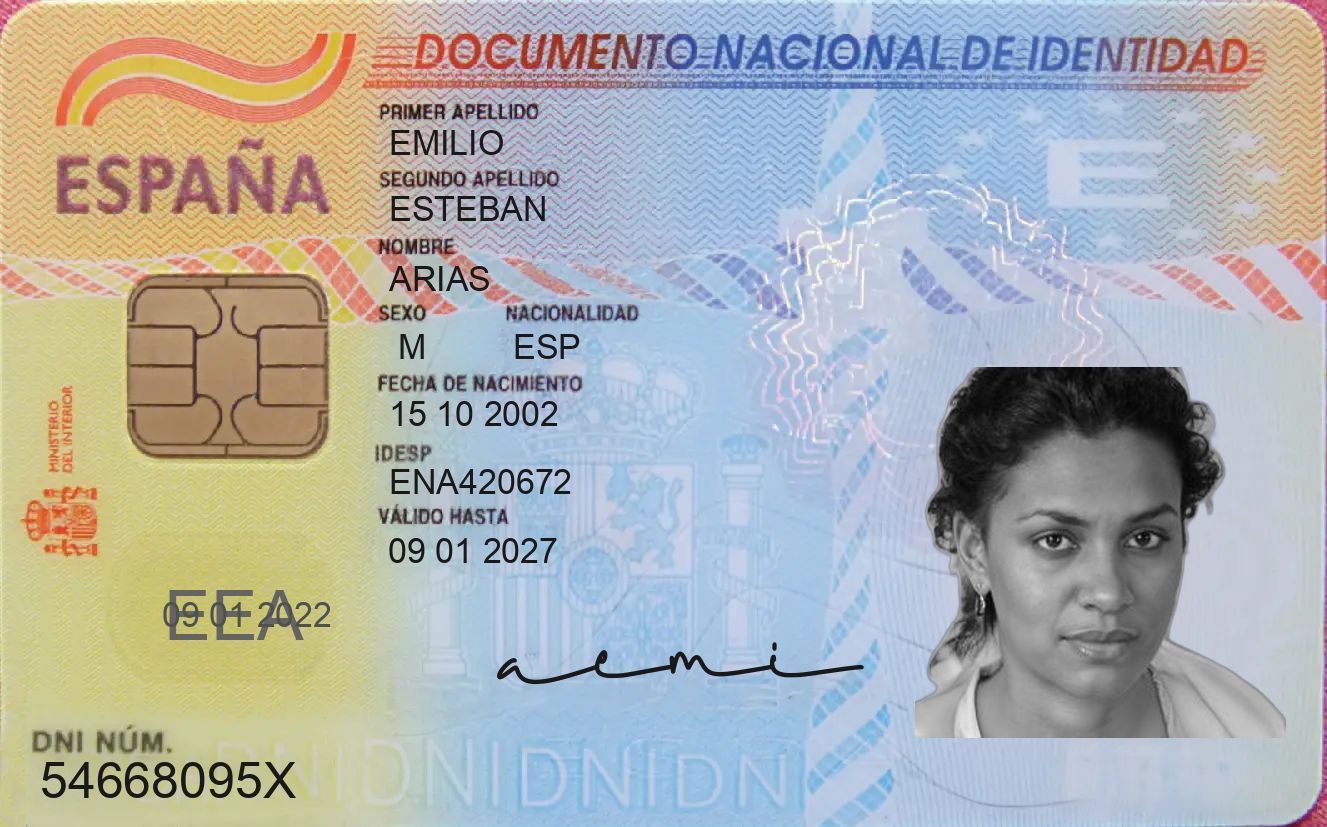 DOCUMENTO NACIONAL DE IDENTIDAD
ESPAÑA
PRIMER APELLIDO
EMILIO
SEGUNDO APELLIDO
ESTEBAN
NOMBRE
ARIAS
SEXO NACIONALIDAD
M ESP
FECHA DE NACIMIENTO
15 10 2002
IDESP
ENA420672
VÁLIDO HASTA
09 01 2027
MINISTERIO
DEL INTERIOR
E
EEA
09 01 2022
aemi
DNI NÚM.
54668095X
DNIDNIDNIDNI